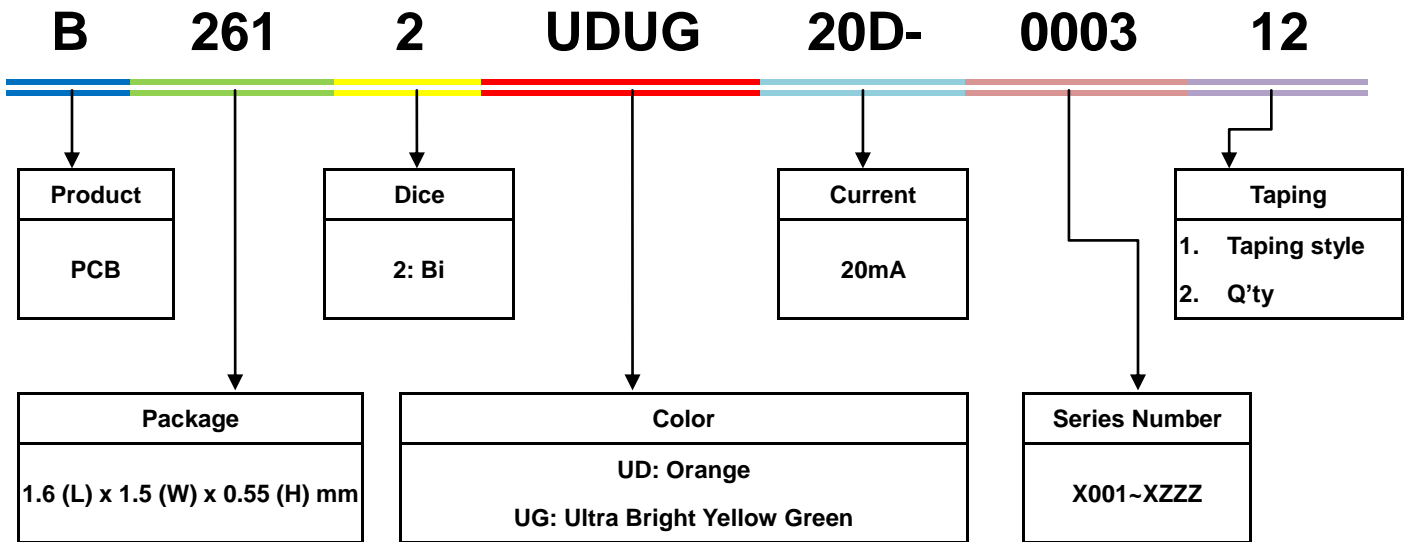 B 261 2 UDUG 20D- 0003 12
Product
PCB
Dice
2: Bi
Current
20mA
Taping
1. Taping style
2. Q’ty
Package
1.6 (L) x 1.5 (W) x 0.55 (H) mm
Color
UD: Orange
UG: Ultra Bright Yellow Green
Series Number
X001~XZZZ